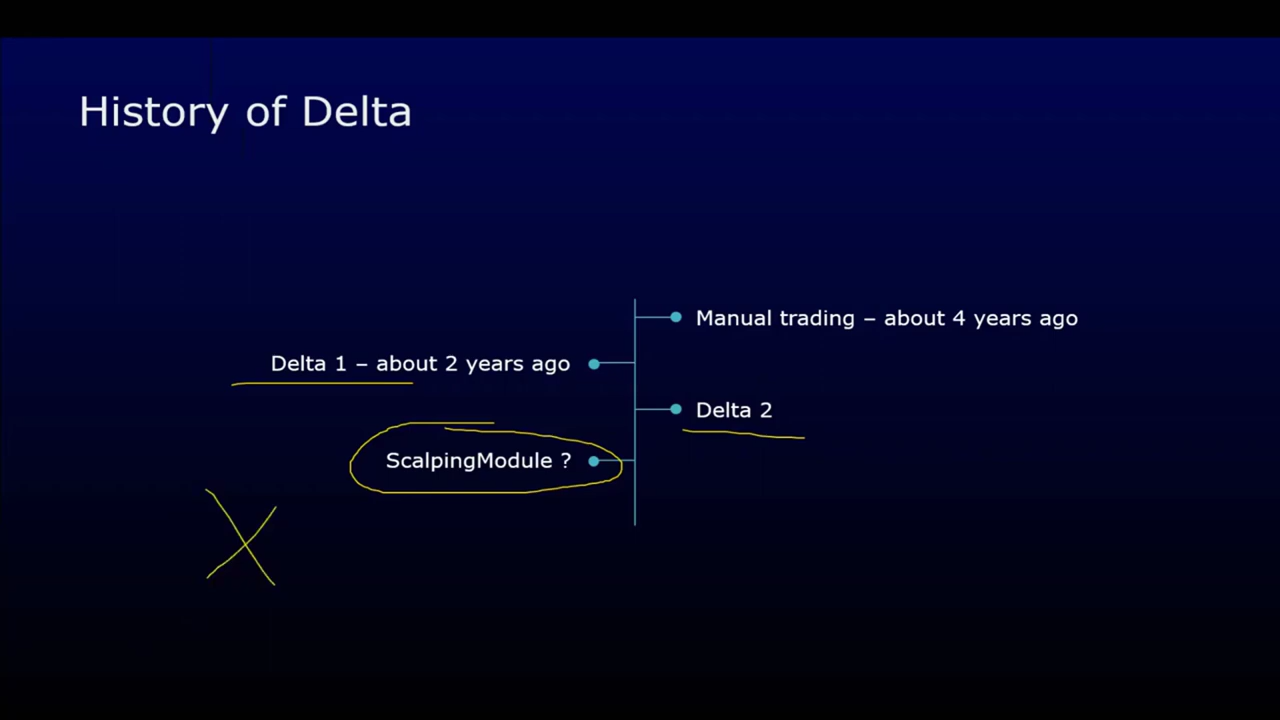 History of Delta
Manual trading – about 4 years ago
Delta 1 – about 2 years ago
Delta 2
ScalpingModule ?